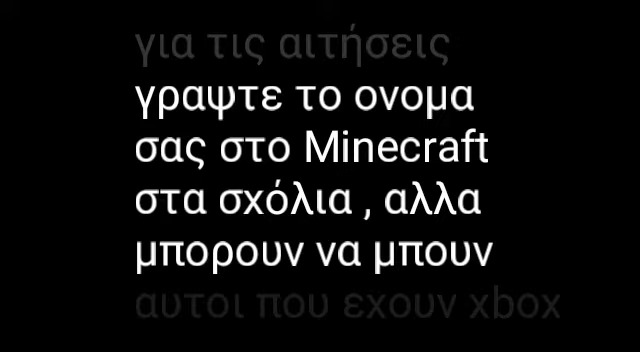 για τις αιτήσεις
γραψτε το ονομα
σας στο Minecraft
στα σχόλια , αλλα
μπορουν να μπουν
αυτοι που εχουν xbox